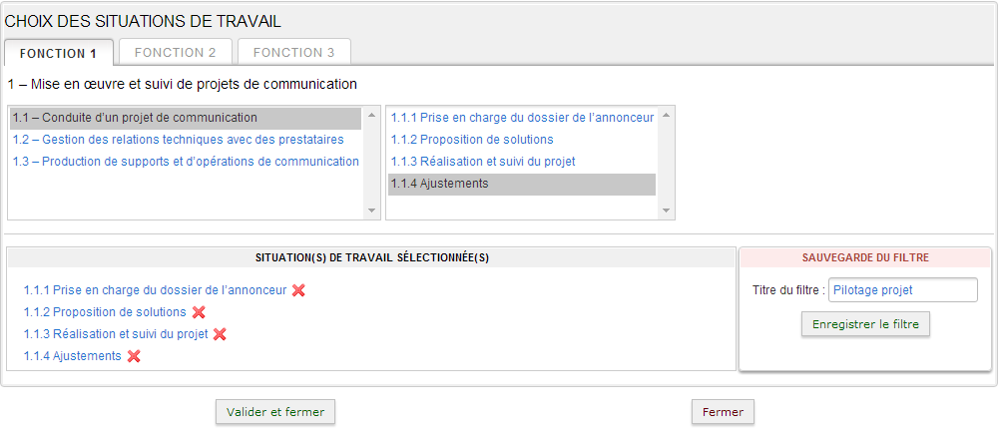 CHOIX DES SITUATIONS DE TRAVAIL
FONCTION 1 FONCTION 2 FONCTION 3
1 – Mise en œuvre et suivi de projets de communication
1.1 – Conduite d'un projet de communication
1.2 – Gestion des relations techniques avec des prestataires
1.3 – Production de supports et d'opérations de communication
1.1.1 Prise en charge du dossier de l'annonceur
1.1.2 Proposition de solutions
1.1.3 Réalisation et suivi du projet
1.1.4 Ajustements
SITUATION(S) DE TRAVAIL SÉLECTIONNÉE(S)
1.1.1 Prise en charge du dossier de l'annonceur
1.1.2 Proposition de solutions
1.1.3 Réalisation et suivi du projet
1.1.4 Ajustements
SAUVEGARDE DU FILTRE
Titre du filtre : Pilotage projet
Enregistrer le filtre
Valider et fermer
Fermer